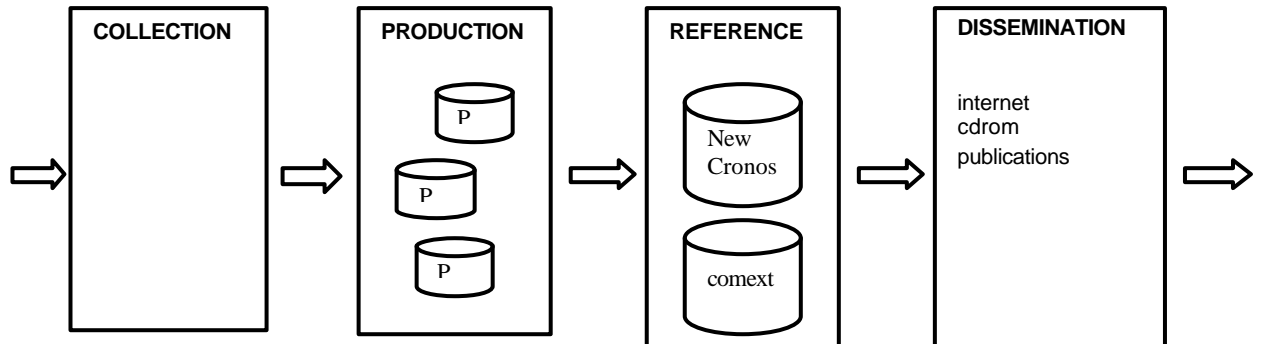 COLLECTION
PRODUCTION
P
P
P
REFERENCE
New
Cronos
comext
DISSEMINATION
internet
cdrom
publications